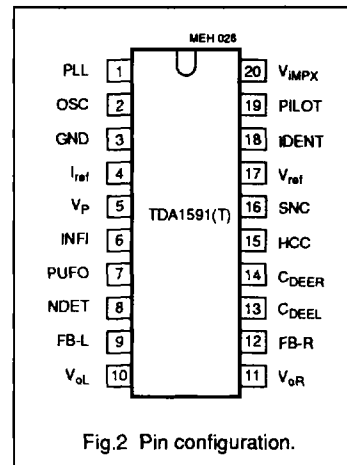 MEH 026
PLL 1 20 ViMPX
OSC 2 19 PILOT
GND 3 18 IDENT
Iref 4 17 Vref
VP 5 16 SNC
TDA1591(T)
INFI 6 15 HCC
PUFO 7 14 CDEER
NDET 8 13 CDEEL
FB-L 9 12 FB-R
VoL 10 11 VoR
Fig.2 Pin configuration.